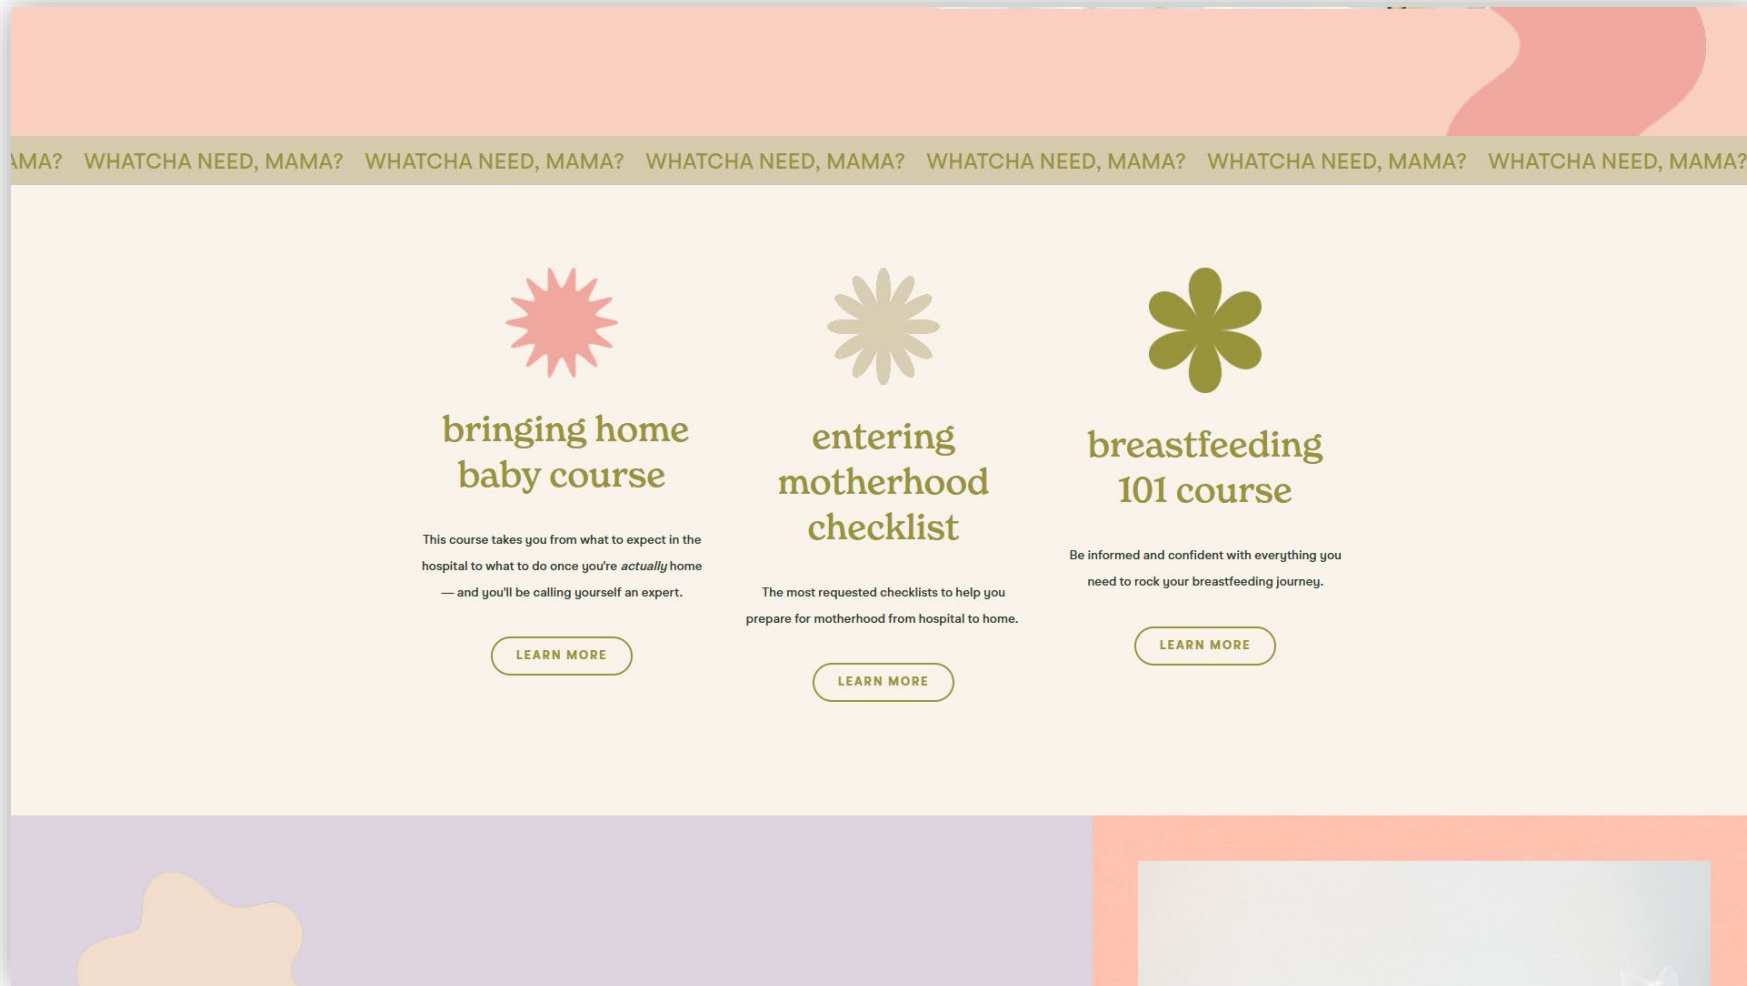 AMA? WHATCHA NEED, MAMA? WHATCHA NEED, MAMA? WHATCHA NEED, MAMA? WHATCHA NEED, MAMA? WHATCHA NEED, MAMA? WHATCHA NEED, MAMA?
bringing home
baby course
This course takes you from what to expect in the
hospital to what to do once you're actually home
— and you'll be calling yourself an expert.
LEARN MORE
entering
motherhood
checklist
The most requested checklists to help you
prepare for motherhood from hospital to home.
LEARN MORE
breastfeeding
101 course
Be informed and confident with everything you
need to rock your breastfeeding journey.
LEARN MORE